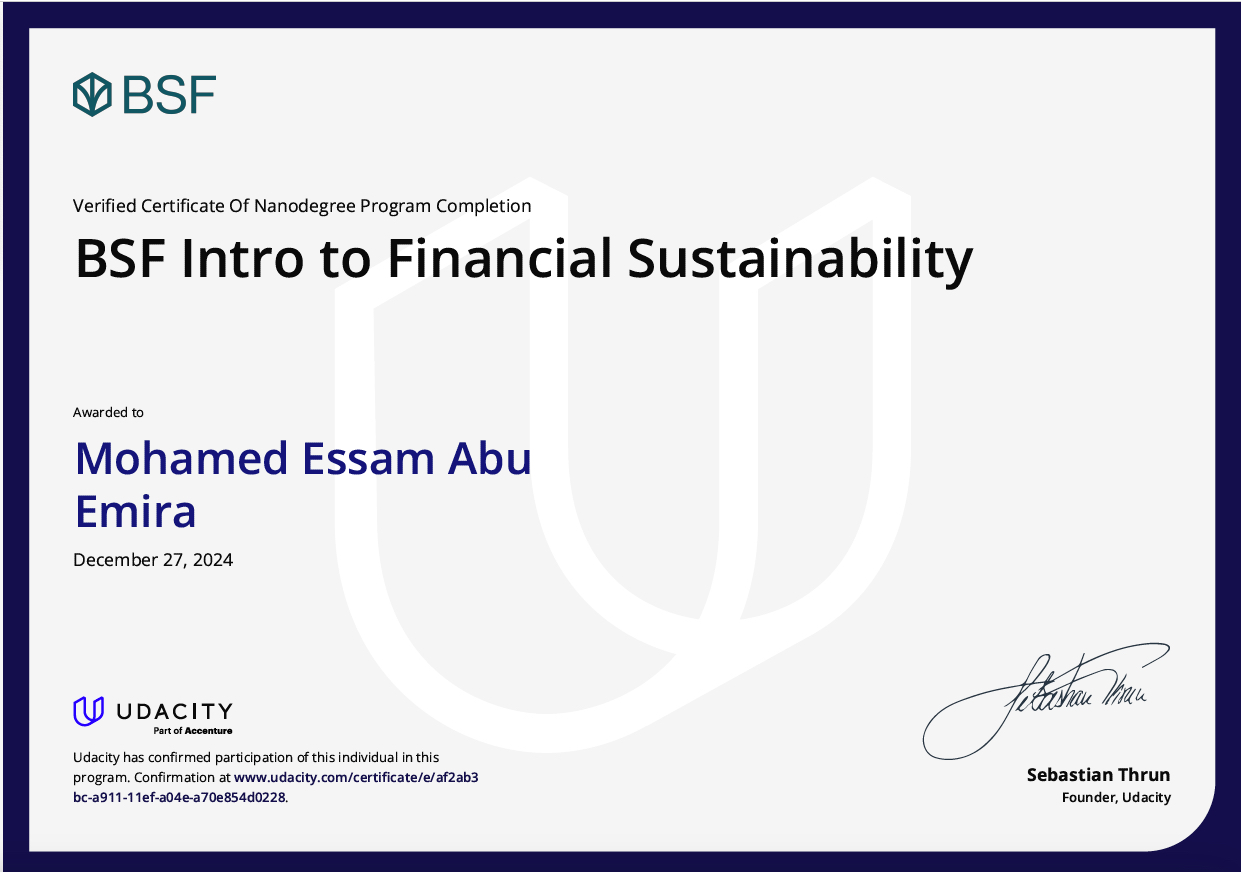 BSF
Verified Certificate Of Nanodegree Program Completion
BSF Intro to Financial Sustainability
Awarded to
Mohamed Essam Abu
Emira
December 27, 2024
UDACITY
Part of Accenture
Udacity has confirmed participation of this individual in this
program. Confirmation at www.udacity.com/certificate/e/af2ab3
bc-a911-11ef-a04e-a70e854d0228.
Sebastian Thrun
Sebastian Thrun
Founder, Udacity